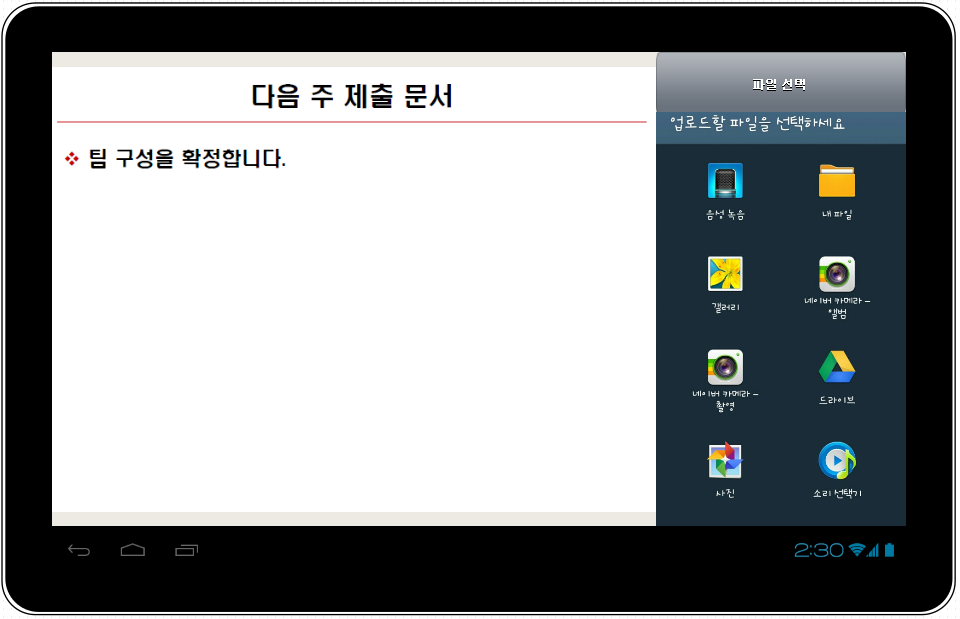 다음 주 제출 문서
팀 구성을 확정합니다.
파일 선택
업로드할 파일을 선택하세요
음성 녹음
내 파일
갤러리
네이버 카메라 –
앨범
네이버 카메라 –
촬영
드라이브
사진
소리 선택기
2:30